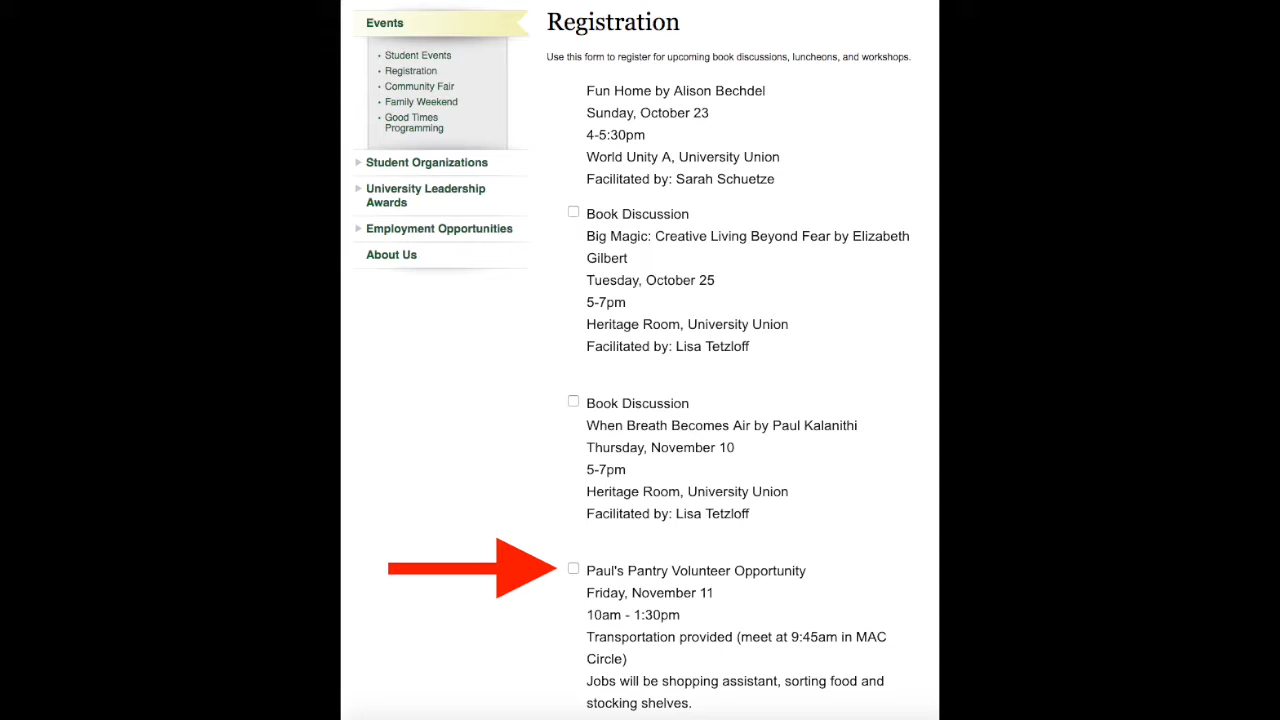 Events
• Student Events
• Registration
• Community Fair
• Family Weekend
• Good Times
Programming
Student Organizations
University Leadership
Awards
Employment Opportunities
About Us
Registration
Use this form to register for upcoming book discussions, luncheons, and workshops.
Fun Home by Alison Bechdel
Sunday, October 23
4-5:30pm
World Unity A, University Union
Facilitated by: Sarah Schuetze
Book Discussion
Big Magic: Creative Living Beyond Fear by Elizabeth
Gilbert
Tuesday, October 25
5-7pm
Heritage Room, University Union
Facilitated by: Lisa Tetzloff
Book Discussion
When Breath Becomes Air by Paul Kalanithi
Thursday, November 10
5-7pm
Heritage Room, University Union
Facilitated by: Lisa Tetzloff
Paul's Pantry Volunteer Opportunity
Friday, November 11
10am - 1:30pm
Transportation provided (meet at 9:45am in MAC
Circle)
Jobs will be shopping assistant, sorting food and
stocking shelves.